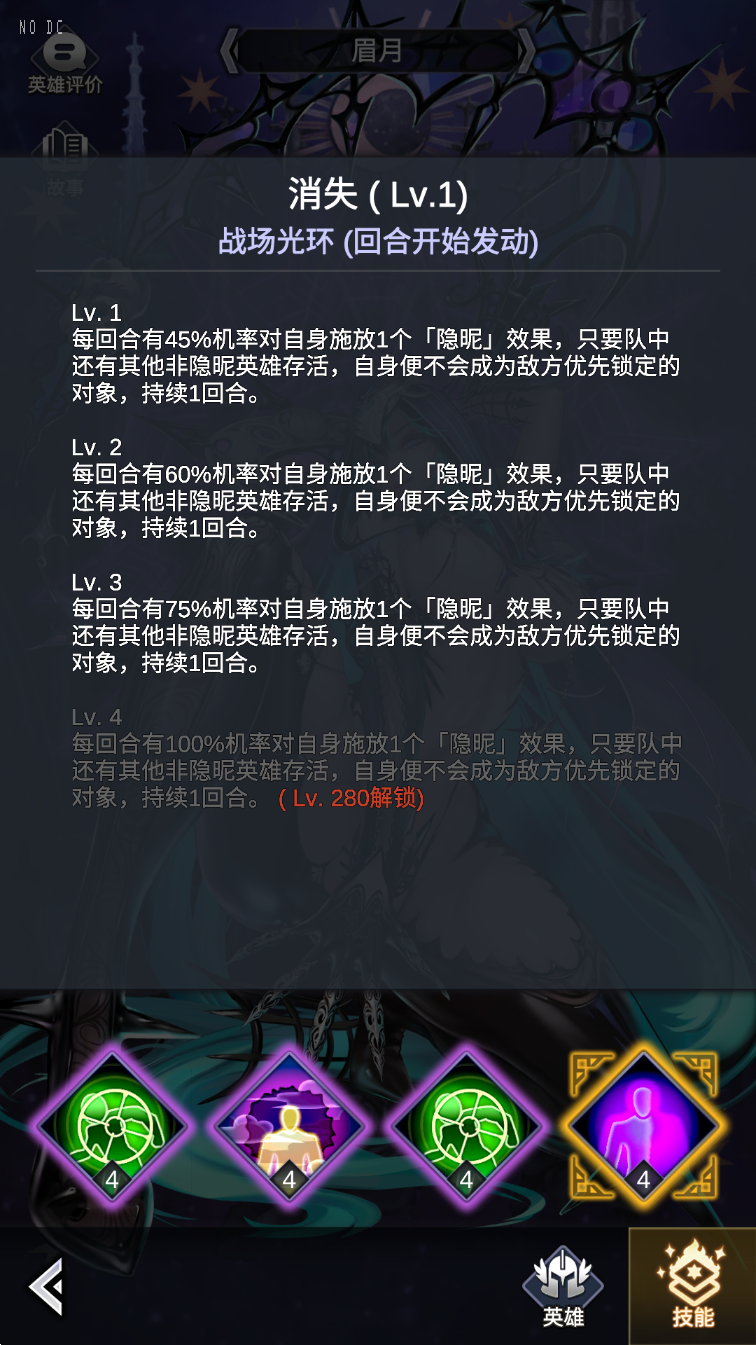 NO DC
眉月
英雄评价
故事
消失 ( Lv.1)
战场光环 (回合开始发动)
Lv. 1
每回合有45%机率对自身施放1个「隐昵」效果，只要队中
还有其他非隐昵英雄存活，自身便不会成为敌方优先锁定的
对象，持续1回合。
Lv. 2
每回合有60%机率对自身施放1个「隐昵」效果，只要队中
还有其他非隐昵英雄存活，自身便不会成为敌方优先锁定的
对象，持续1回合。
Lv. 3
每回合有75%机率对自身施放1个「隐昵」效果，只要队中
还有其他非隐昵英雄存活，自身便不会成为敌方优先锁定的
对象，持续1回合。
Lv. 4
每回合有100%机率对自身施放1个「隐昵」效果，只要队中
还有其他非隐昵英雄存活，自身便不会成为敌方优先锁定的
对象，持续1回合。 ( Lv. 280解锁)
4 4 4 4
英雄 技能